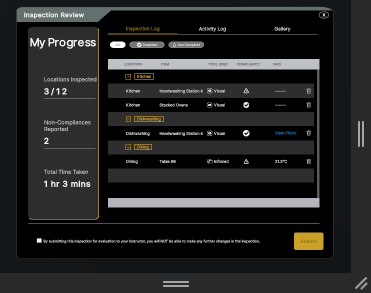 Inspection Review
My Progress
Locations Inspected
3 / 12
Non-Compliances
Reported
2
Total Time Taken
1 hr 3 mins
Inspection Log Activity Log Gallery
All Compliant Non-Compliant
LOCATION ITEM TOOL USED COMPLIANCY INFO
Kitchen
Kitchen Handwashing Station 4 Visual ------
Kitchen Stacked Ovens Visual ------
Dishwashing
Dishwashing Handwashing Station 4 Visual View Photo
Dining
Dining Table 8B Infrared 21.3°C
By submitting this inspection for evaluation to your instructor, you will NOT be able to make any further changes in the inspection.
Submit